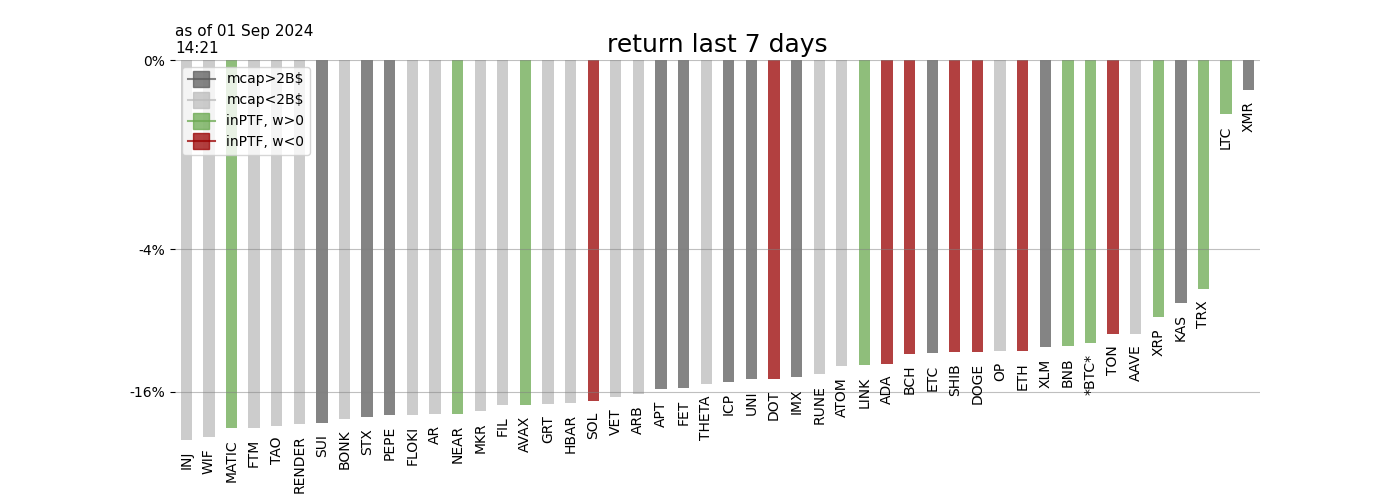 as of 01 Sep 2024
14:21
return last 7 days
0%
-4%
-16%
mcap>2B$
mcap<2B$
inPTF, w>0
inPTF, w<0
INJ
WIF
MATIC
FTM
TAO
RENDER
SUI
BONK
STX
PEPE
FLOKI
AR
NEAR
MKR
FIL
AVAX
GRT
HBAR
SOL
VET
ARB
APT
FET
THETA
ICP
UNI
DOT
IMX
RUNE
ATOM
LINK
ADA
BCH
ETC
SHIB
DOGE
OP
ETH
XLM
BNB
*BTC*
TON
AAVE
XRP
KAS
TRX
LTC
XMR